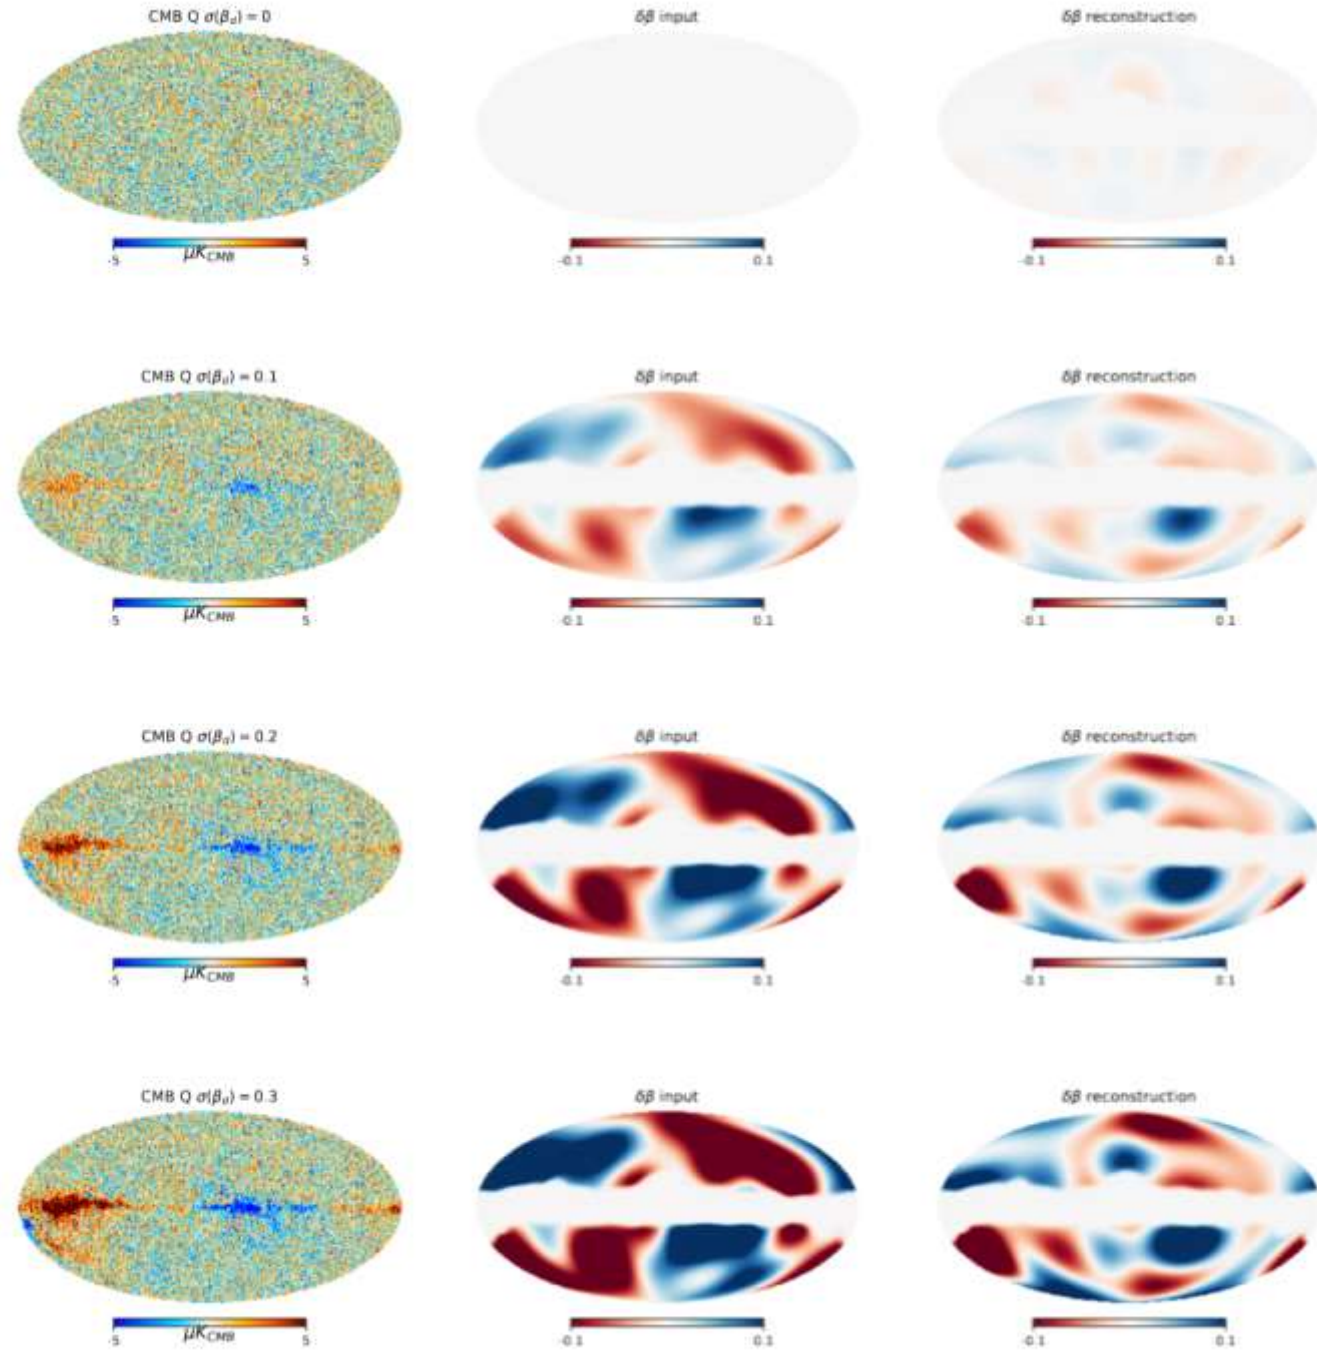 CMB Q σ(β_d) = 0
δβ input
δβ reconstruction
-5 μK_CMB 5
-0.1 0.1
-0.1 0.1
CMB Q σ(β_d) = 0.1
δβ input
δβ reconstruction
-5 μK_CMB 5
-0.1 0.1
-0.1 0.1
CMB Q σ(β_d) = 0.2
δβ input
δβ reconstruction
-5 μK_CMB 5
-0.1 0.1
-0.1 0.1
CMB Q σ(β_d) = 0.3
δβ input
δβ reconstruction
-5 μK_CMB 5
-0.1 0.1
-0.1 0.1